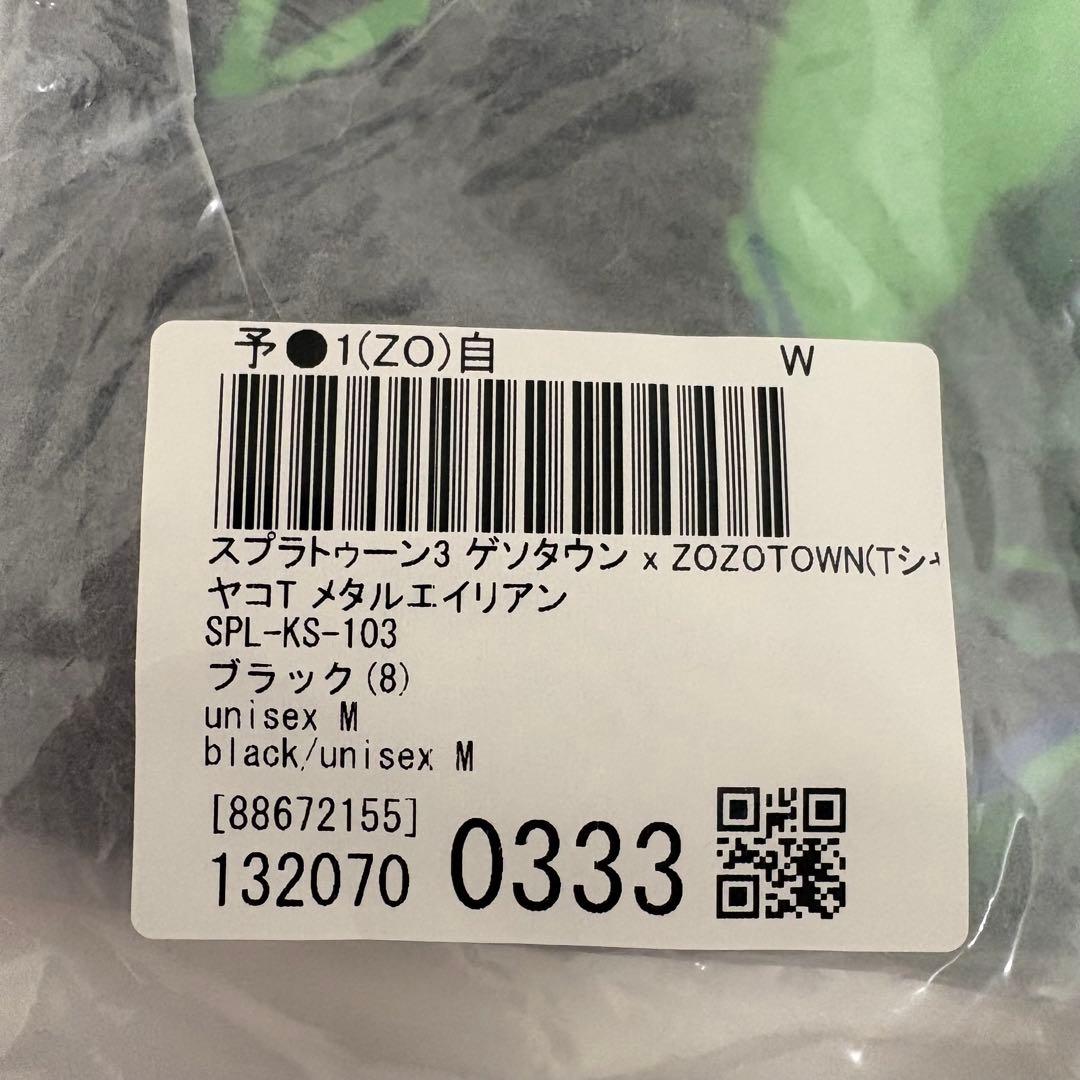 予●1(ZO)自 W
スプラトゥーン3 ゲソタウン x ZOZOTOWN(Tシャ
ヤコT メタルエイリアン
SPL-KS-103
ブラック(8)
unisex M
black/unisex M
[88672155]
132070 0333